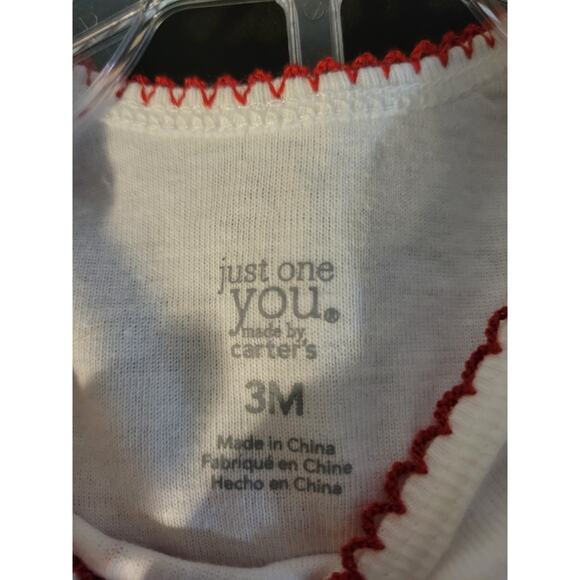 just one
you®
made by
carter's
3M
Made in China
Fabriqué en Chine
Hecho en China